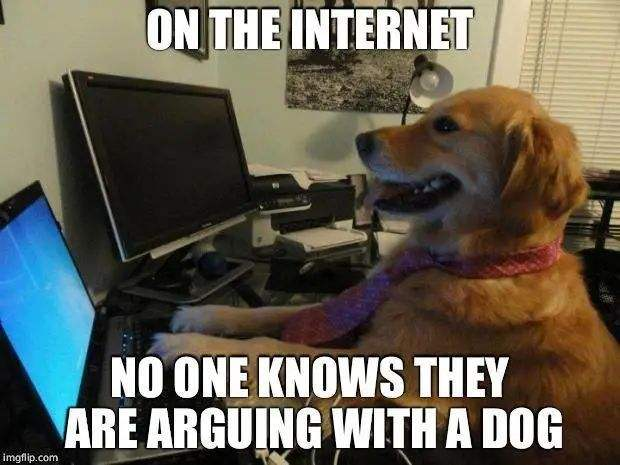 ON THE INTERNET
NO ONE KNOWS THEY
ARE ARGUING WITH A DOG
imgflip.com